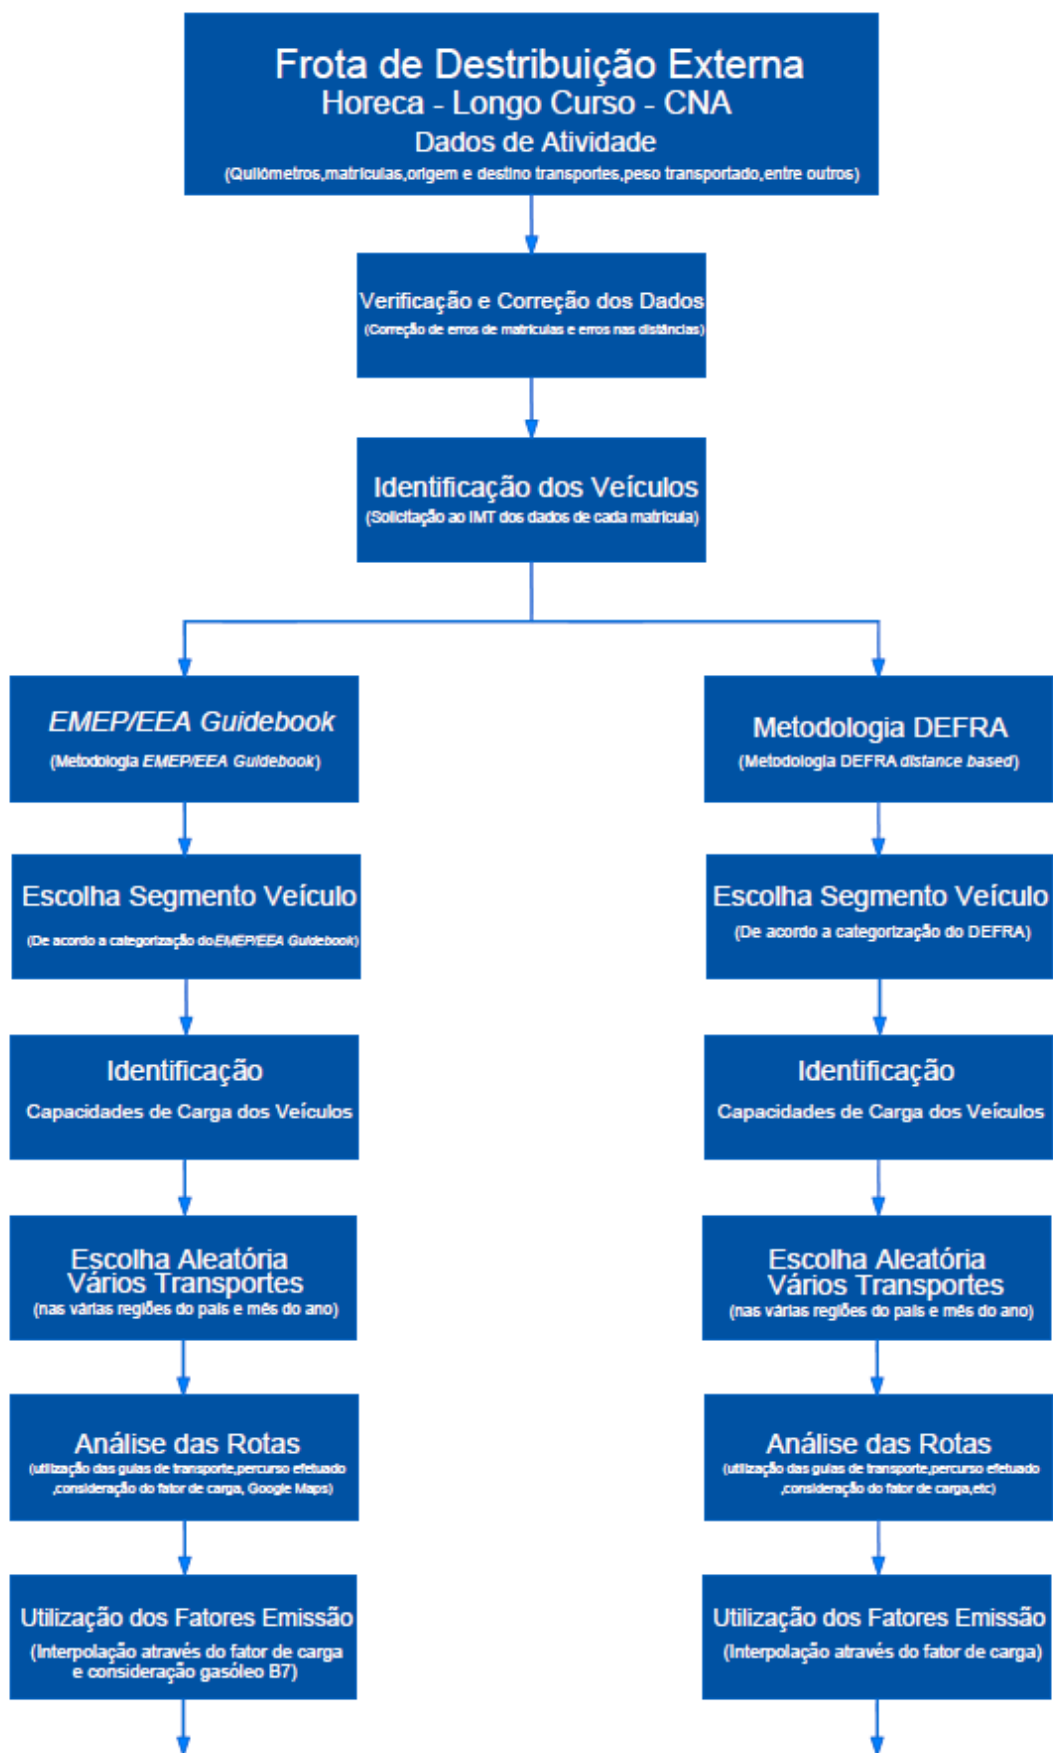 Frota de Destribuição Externa
Horeca - Longo Curso - CNA
Dados de Atividade
(Quilómetros,matrículas,origem e destino transportes,peso transportado,entre outros)
Verificação e Correção dos Dados
(Correção de erros de matrículas e erros nas distâncias)
Identificação dos Veículos
(Solicitação ao IMT dos dados de cada matrícula)
EMEP/EEA Guidebook
(Metodologia EMEP/EEA Guidebook)
Escolha Segmento Veículo
(De acordo a categorização do EMEP/EEA Guidebook)
Identificação
Capacidades de Carga dos Veículos
Escolha Aleatória
Vários Transportes
(nas várias regiões do país e mês do ano)
Análise das Rotas
(utilização das guias de transporte,percurso efetuado
,consideração do fator de carga, Google Maps)
Utilização dos Fatores Emissão
(Interpolação através do fator de carga
e consideração gasóleo B7)
Metodologia DEFRA
(Metodologia DEFRA distance based)
Escolha Segmento Veículo
(De acordo a categorização do DEFRA)
Identificação
Capacidades de Carga dos Veículos
Escolha Aleatória
Vários Transportes
(nas várias regiões do país e mês do ano)
Análise das Rotas
(utilização das guias de transporte,percurso efetuado
,consideração do fator de carga,etc)
Utilização dos Fatores Emissão
(Interpolação através do fator de carga)